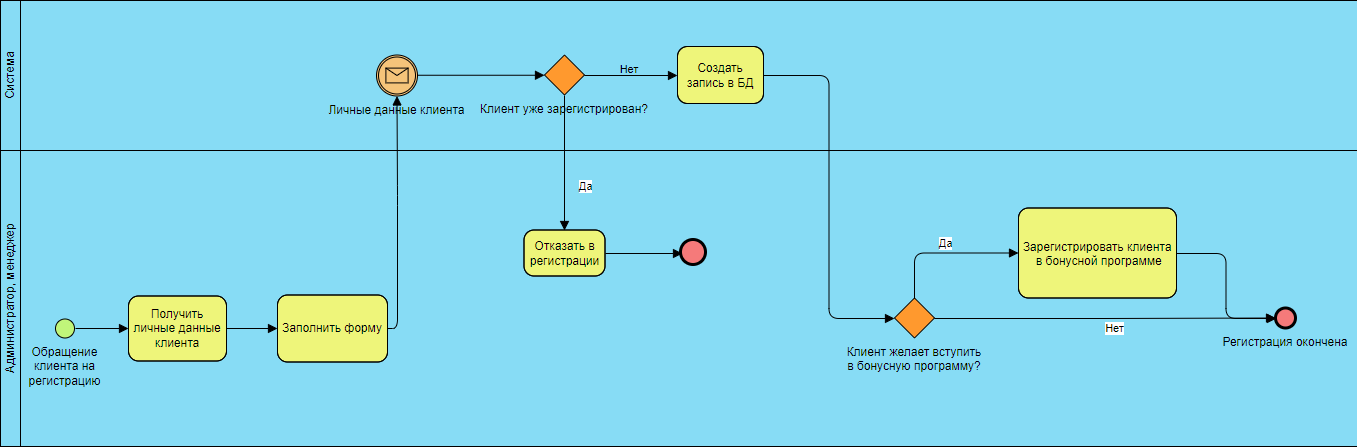 Система
Личные данные клиента
Клиент уже зарегистрирован?
Нет
Создать
запись в БД
Администратор, менеджер
Обращение
клиента на
регистрацию
Получить
личные данные
клиента
Заполнить форму
Да
Отказать в
регистрации
Клиент желает вступить
в бонусную программу?
Да
Зарегистрировать клиента
в бонусной программе
Нет
Регистрация окончена